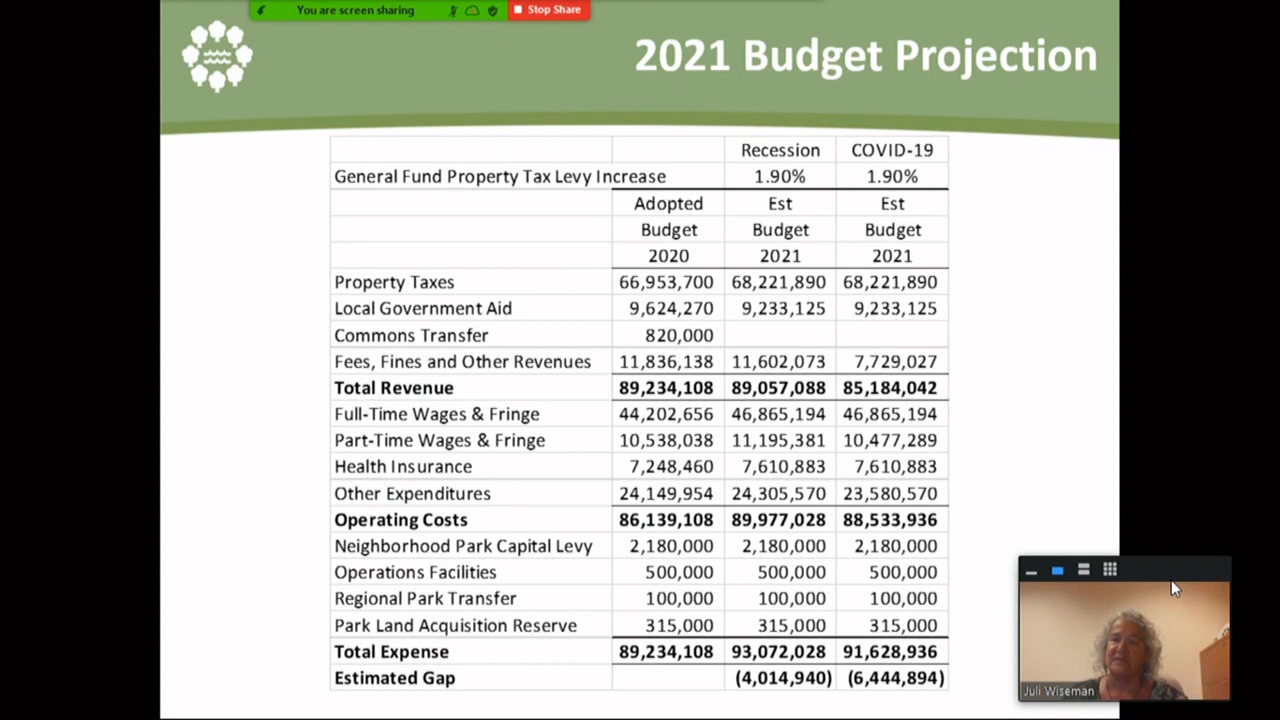 You are screen sharing Stop Share
2021 Budget Projection
Recession COVID-19
General Fund Property Tax Levy Increase 1.90% 1.90%
Adopted Est Est
Budget Budget Budget
2020 2021 2021
Property Taxes 66,953,700 68,221,890 68,221,890
Local Government Aid 9,624,270 9,233,125 9,233,125
Commons Transfer 820,000
Fees, Fines and Other Revenues 11,836,138 11,602,073 7,729,027
Total Revenue 89,234,108 89,057,088 85,184,042
Full-Time Wages & Fringe 44,202,656 46,865,194 46,865,194
Part-Time Wages & Fringe 10,538,038 11,195,381 10,477,289
Health Insurance 7,248,460 7,610,883 7,610,883
Other Expenditures 24,149,954 24,305,570 23,580,570
Operating Costs 86,139,108 89,977,028 88,533,936
Neighborhood Park Capital Levy 2,180,000 2,180,000 2,180,000
Operations Facilities 500,000 500,000 500,000
Regional Park Transfer 100,000 100,000 100,000
Park Land Acquisition Reserve 315,000 315,000 315,000
Total Expense 89,234,108 93,072,028 91,628,936
Estimated Gap (4,014,940) (6,444,894)
Juli Wiseman